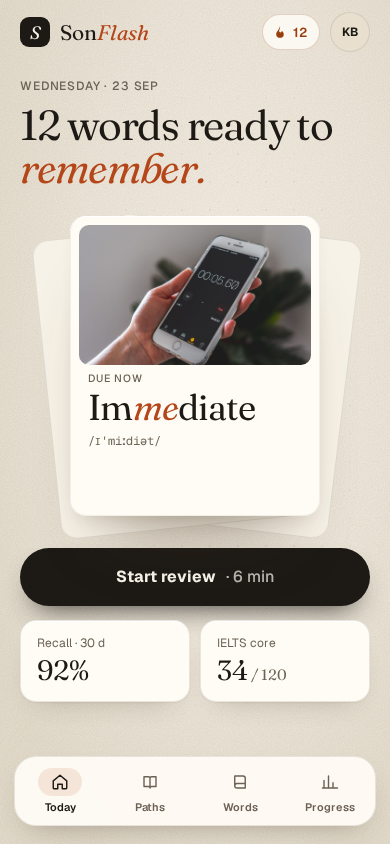 S SonFlash 12 KB
WEDNESDAY · 23 SEP
12 words ready to
remember.
00:05.60
DUE NOW
Immediate
/ɪˈmiːdiət/
Start review · 6 min
Recall · 30 d IELTS core
92% 34 / 120
Today Paths Words Progress